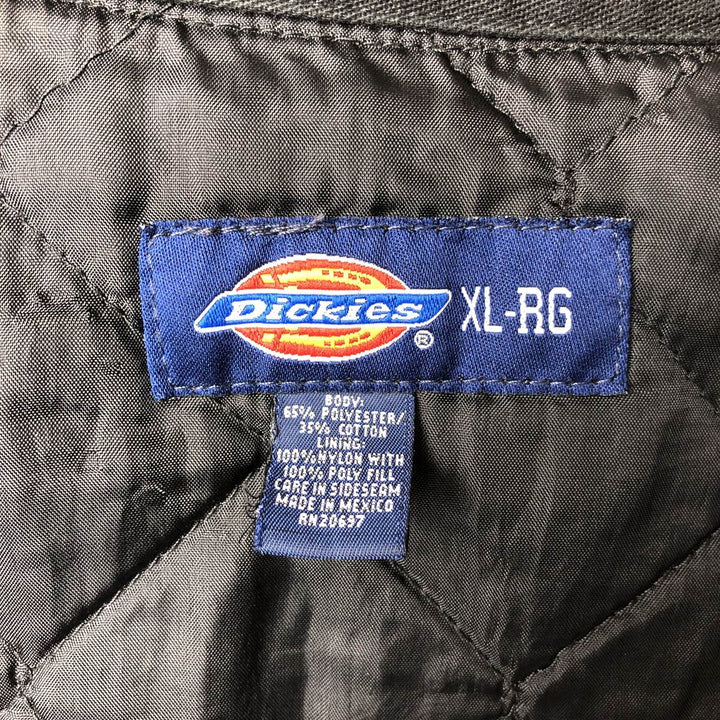 Dickies® XL-RG
BODY:
65% POLYESTER/
35% COTTON
LINING:
100% NYLON WITH
100% POLY FILL
CARE IN SIDESEAM
MADE IN MEXICO
RN20697